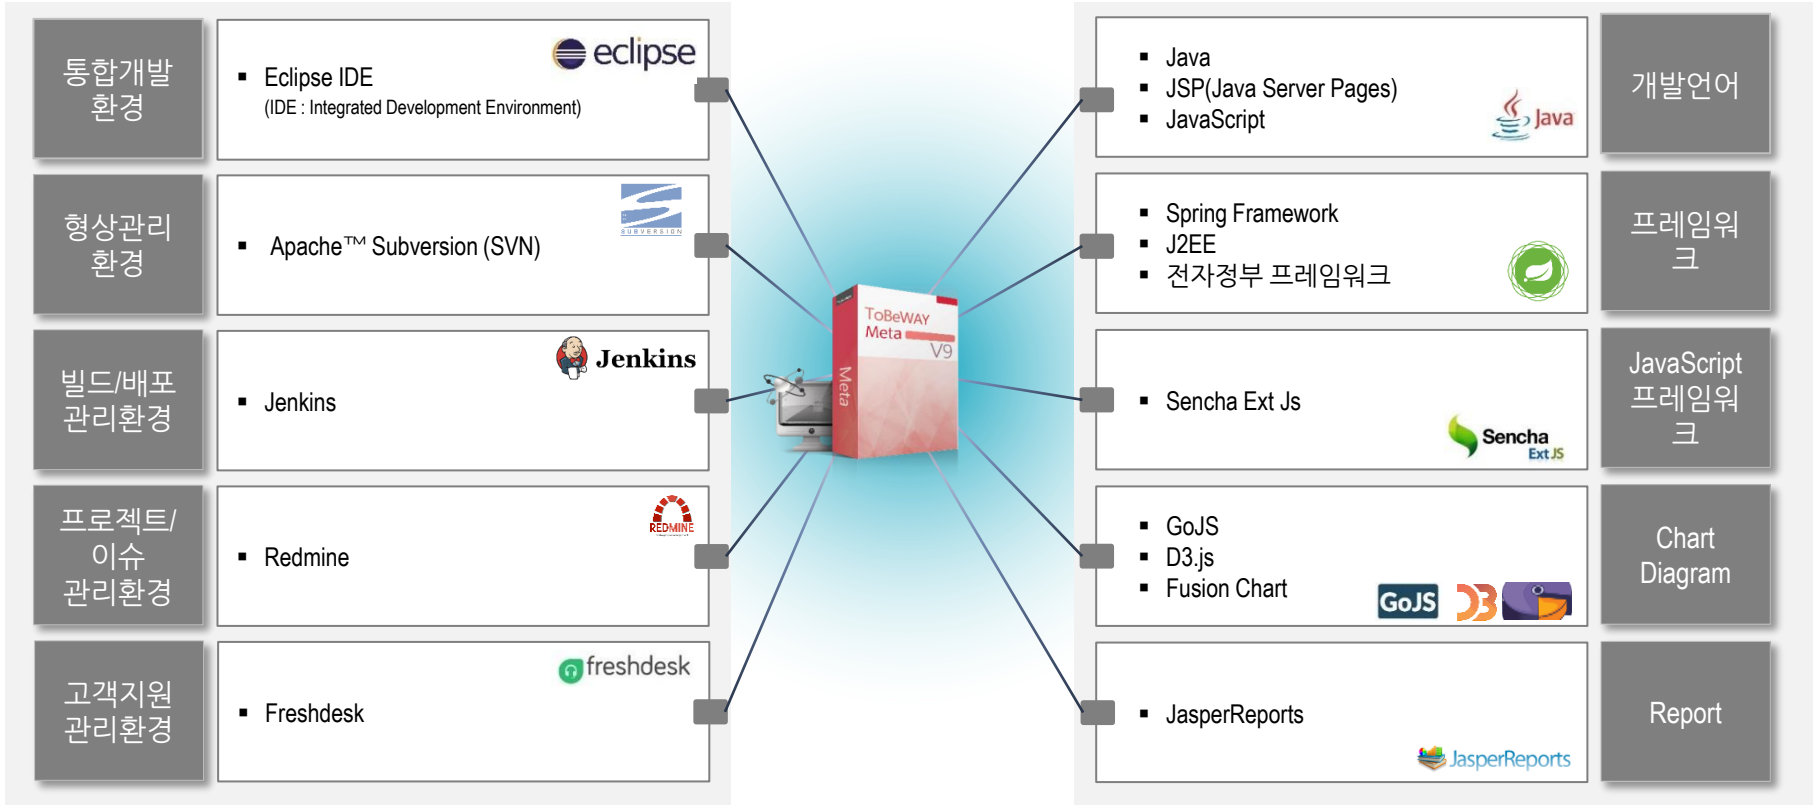 통합개발
환경
eclipse
▪ Eclipse IDE
(IDE : Integrated Development Environment)
형상관리
환경
SUBVERSION
▪ Apache™ Subversion (SVN)
빌드/배포
관리환경
Jenkins
▪ Jenkins
프로젝트/
이슈
관리환경
REDMINE
▪ Redmine
고객지원
관리환경
freshdesk
▪ Freshdesk
ToBeWAY
Meta
V9
Meta
▪ Java
▪ JSP(Java Server Pages)
▪ JavaScript
Java
개발언어
▪ Spring Framework
▪ J2EE
▪ 전자정부 프레임워크
프레임워
크
▪ Sencha Ext Js
Sencha
Ext JS
JavaScript
프레임워
크
▪ GoJS
▪ D3.js
▪ Fusion Chart
GoJS
D3
Chart
Diagram
▪ JasperReports
JasperReports
Report